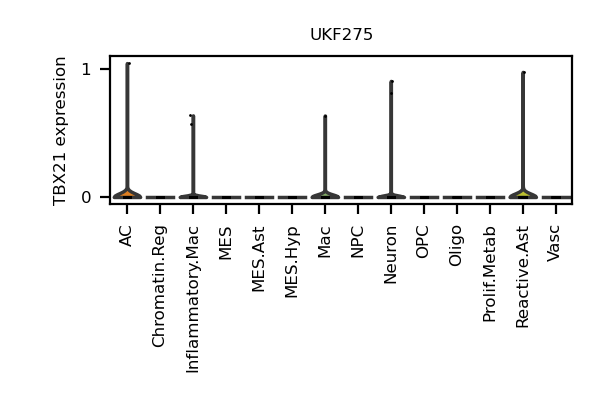 UKF275
TBX21 expression
1
0
AC
Chromatin.Reg
Inflammatory.Mac
MES
MES.Ast
MES.Hyp
Mac
NPC
Neuron
OPC
Oligo
Prolif.Metab
Reactive.Ast
Vasc